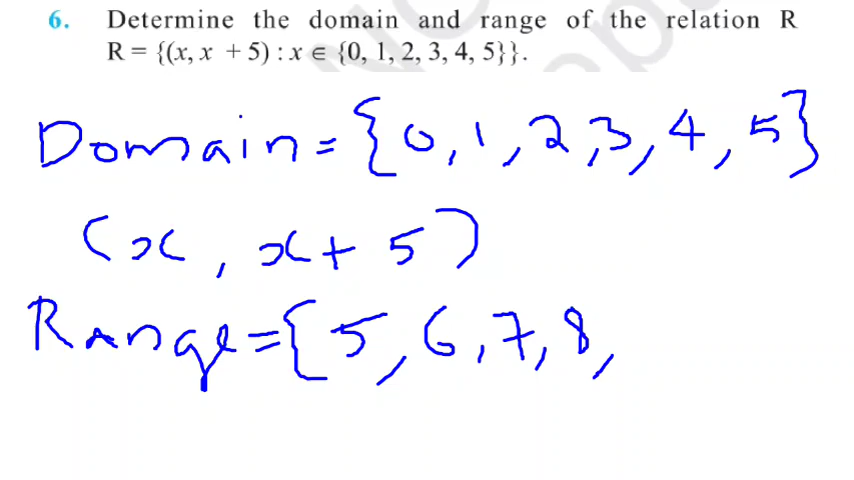 6. Determine the domain and range of the relation R
R = {(x, x + 5) : x ∈ {0, 1, 2, 3, 4, 5}}.
Domain = {0, 1, 2, 3, 4, 5}
(x, x + 5)
Range = {5, 6, 7, 8,